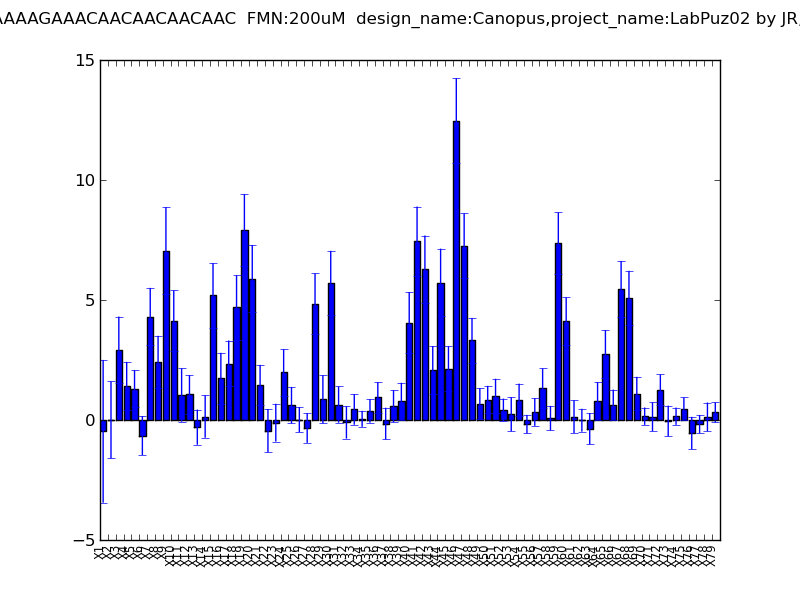 AAAAGAAACAACAACAACAAC FMN:200uM design_name:Canopus,project_name:LabPuz02 by JR,
15
10
5
0
−5
X1 X2 X3 X4 X5 X6 X7 X8 X9 X10 X11 X12 X13 X14 X15 X16 X17 X18 X19 X20 X21 X22 X23 X24 X25 X26 X27 X28 X29 X30 X31 X32 X33 X34 X35 X36 X37 X38 X39 X40 X41 X42 X43 X44 X45 X46 X47 X48 X49 X50 X51 X52 X53 X54 X55 X56 X57 X58 X59 X60 X61 X62 X63 X64 X65 X66 X67 X68 X69 X70 X71 X72 X73 X74 X75 X76 X77 X78 X79